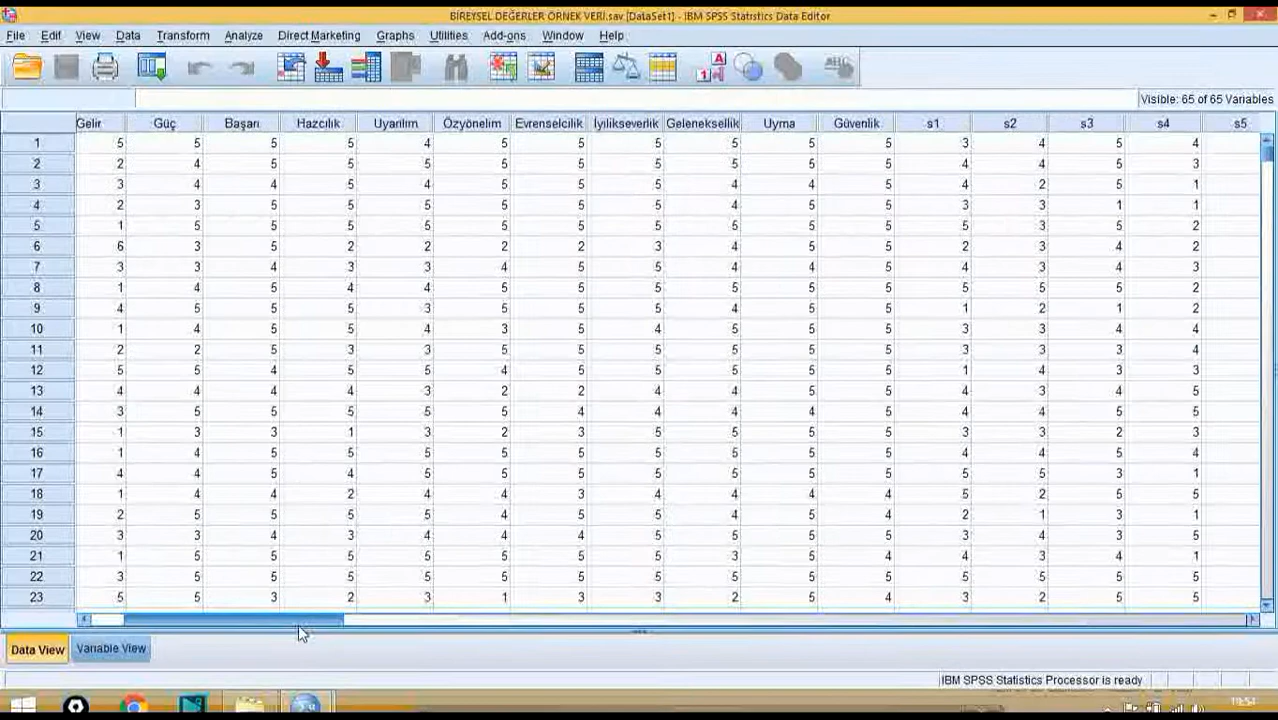 BİREYSEL DEĞERLER ÖRNEK VERİ.sav [DataSet1] - IBM SPSS Statistics Data Editor
File Edit View Data Transform Analyze Direct Marketing Graphs Utilities Add-ons Window Help
Visible: 65 of 65 Variables
Gelir Güç Başarı Hazcılık Uyarılım Özyönelim Evrenselcilik İyilikseverlik Geleneksellik Uyma Güvenlik s1 s2 s3 s4 s5
1 5 5 5 5 4 5 5 5 5 5 5 3 4 5 4
2 2 4 5 5 5 5 5 5 5 5 5 4 4 5 3
3 3 4 4 5 4 5 5 5 4 4 5 4 2 5 1
4 2 3 5 5 5 5 5 5 4 5 5 3 3 1 1
5 1 5 5 5 5 5 5 5 5 5 5 5 3 5 2
6 6 3 5 2 2 2 2 3 4 5 5 2 3 4 2
7 3 3 4 3 3 4 5 5 4 4 5 4 3 4 3
8 1 4 5 4 4 5 5 5 5 5 5 5 5 5 2
9 4 5 5 5 3 5 5 5 4 5 5 1 2 1 2
10 1 4 5 5 4 3 5 4 5 5 5 3 3 4 4
11 2 2 5 3 3 5 5 5 5 5 5 3 3 3 4
12 5 5 4 5 5 4 5 5 5 5 5 1 4 3 3
13 4 4 4 4 3 2 2 4 4 5 5 4 3 4 5
14 3 5 5 5 5 5 4 4 4 4 5 4 4 5 5
15 1 3 3 1 3 2 3 5 5 5 5 3 3 2 3
16 1 4 5 5 5 5 5 5 5 5 5 4 4 5 4
17 4 4 5 4 5 5 5 5 5 5 5 5 5 3 1
18 1 4 4 2 4 4 3 4 4 4 4 5 2 5 5
19 2 5 5 5 5 4 5 5 4 5 4 2 1 3 1
20 3 3 4 3 4 4 4 5 5 5 5 3 4 3 5
21 1 5 5 5 5 5 5 5 3 5 4 4 3 4 1
22 3 5 5 5 5 5 5 5 5 5 5 5 5 5 5
23 5 5 3 2 3 1 3 3 2 5 4 3 2 5 5
Data View Variable View
IBM SPSS Statistics Processor is ready